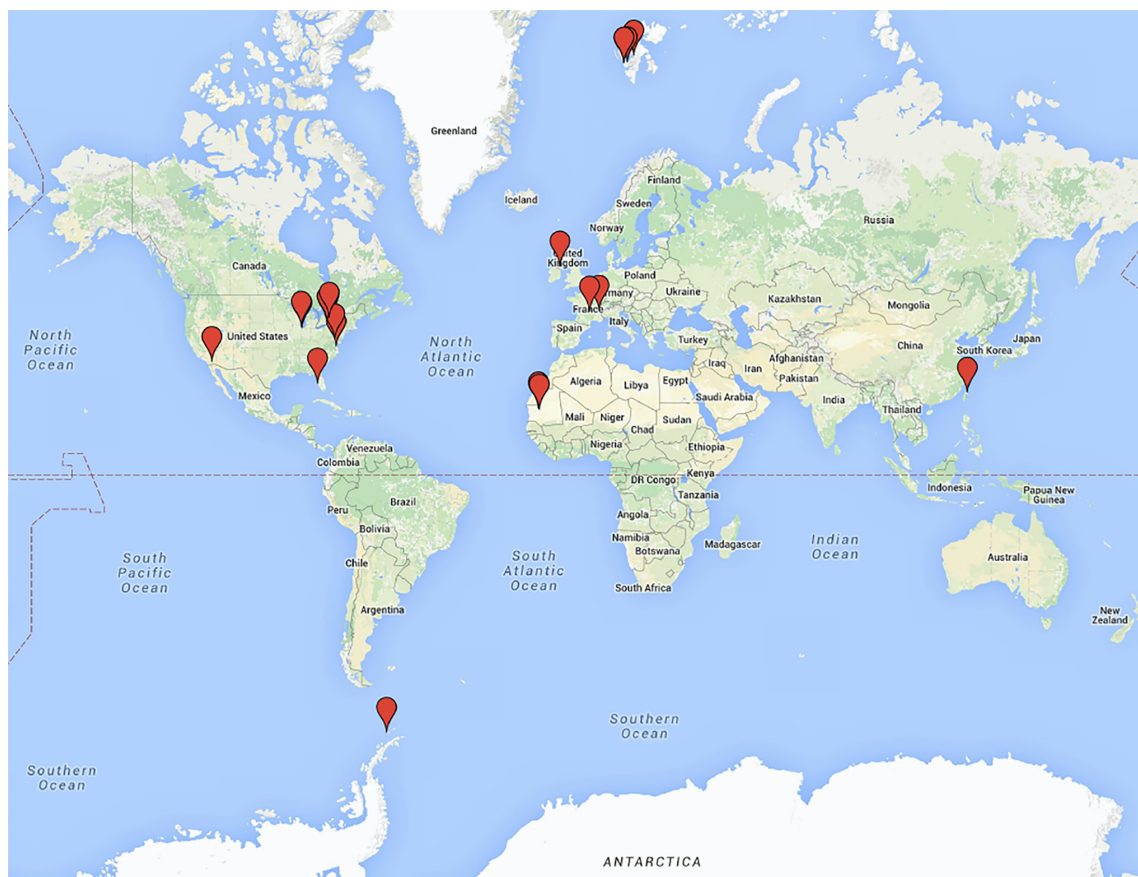 Greenland
Iceland
Finland
Sweden
Norway
Russia
Canada
United
Kingdom
Poland
Germany
Ukraine
Kazakhstan
Mongolia
France
Italy
Spain
Turkey
North
Pacific
Ocean
United States
North
Atlantic
Ocean
China
South Korea
Japan
Iraq
Iran
Afghanistan
Pakistan
Algeria
Libya
Egypt
Saudi Arabia
India
Mexico
Mali
Niger
Chad
Sudan
Thailand
Nigeria
Ethiopia
Venezuela
Colombia
DR Congo
Kenya
Tanzania
Indonesia
Papua New
Guinea
Peru
Brazil
Bolivia
Angola
Namibia
Botswana
Madagascar
Indian
Ocean
South
Pacific
Ocean
South
Atlantic
Ocean
Chile
Australia
South Africa
Argentina
New
Zealand
Southern
Ocean
Southern
Ocean
ANTARCTICA